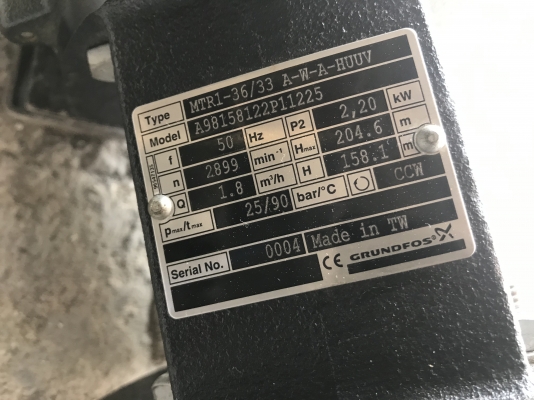 Type MTR1-36/33 A-W-A-HUUV
Model A98158122P11225
f 50 Hz P2 2,20 kW
n 2899 min⁻¹ Hmax 204.6 m
Q 1.8 m³/h H 158.1 m
pmax/tmax 25/90 bar/°C CCW
Serial No. 0004 Made in TW
CE GRUNDFOS